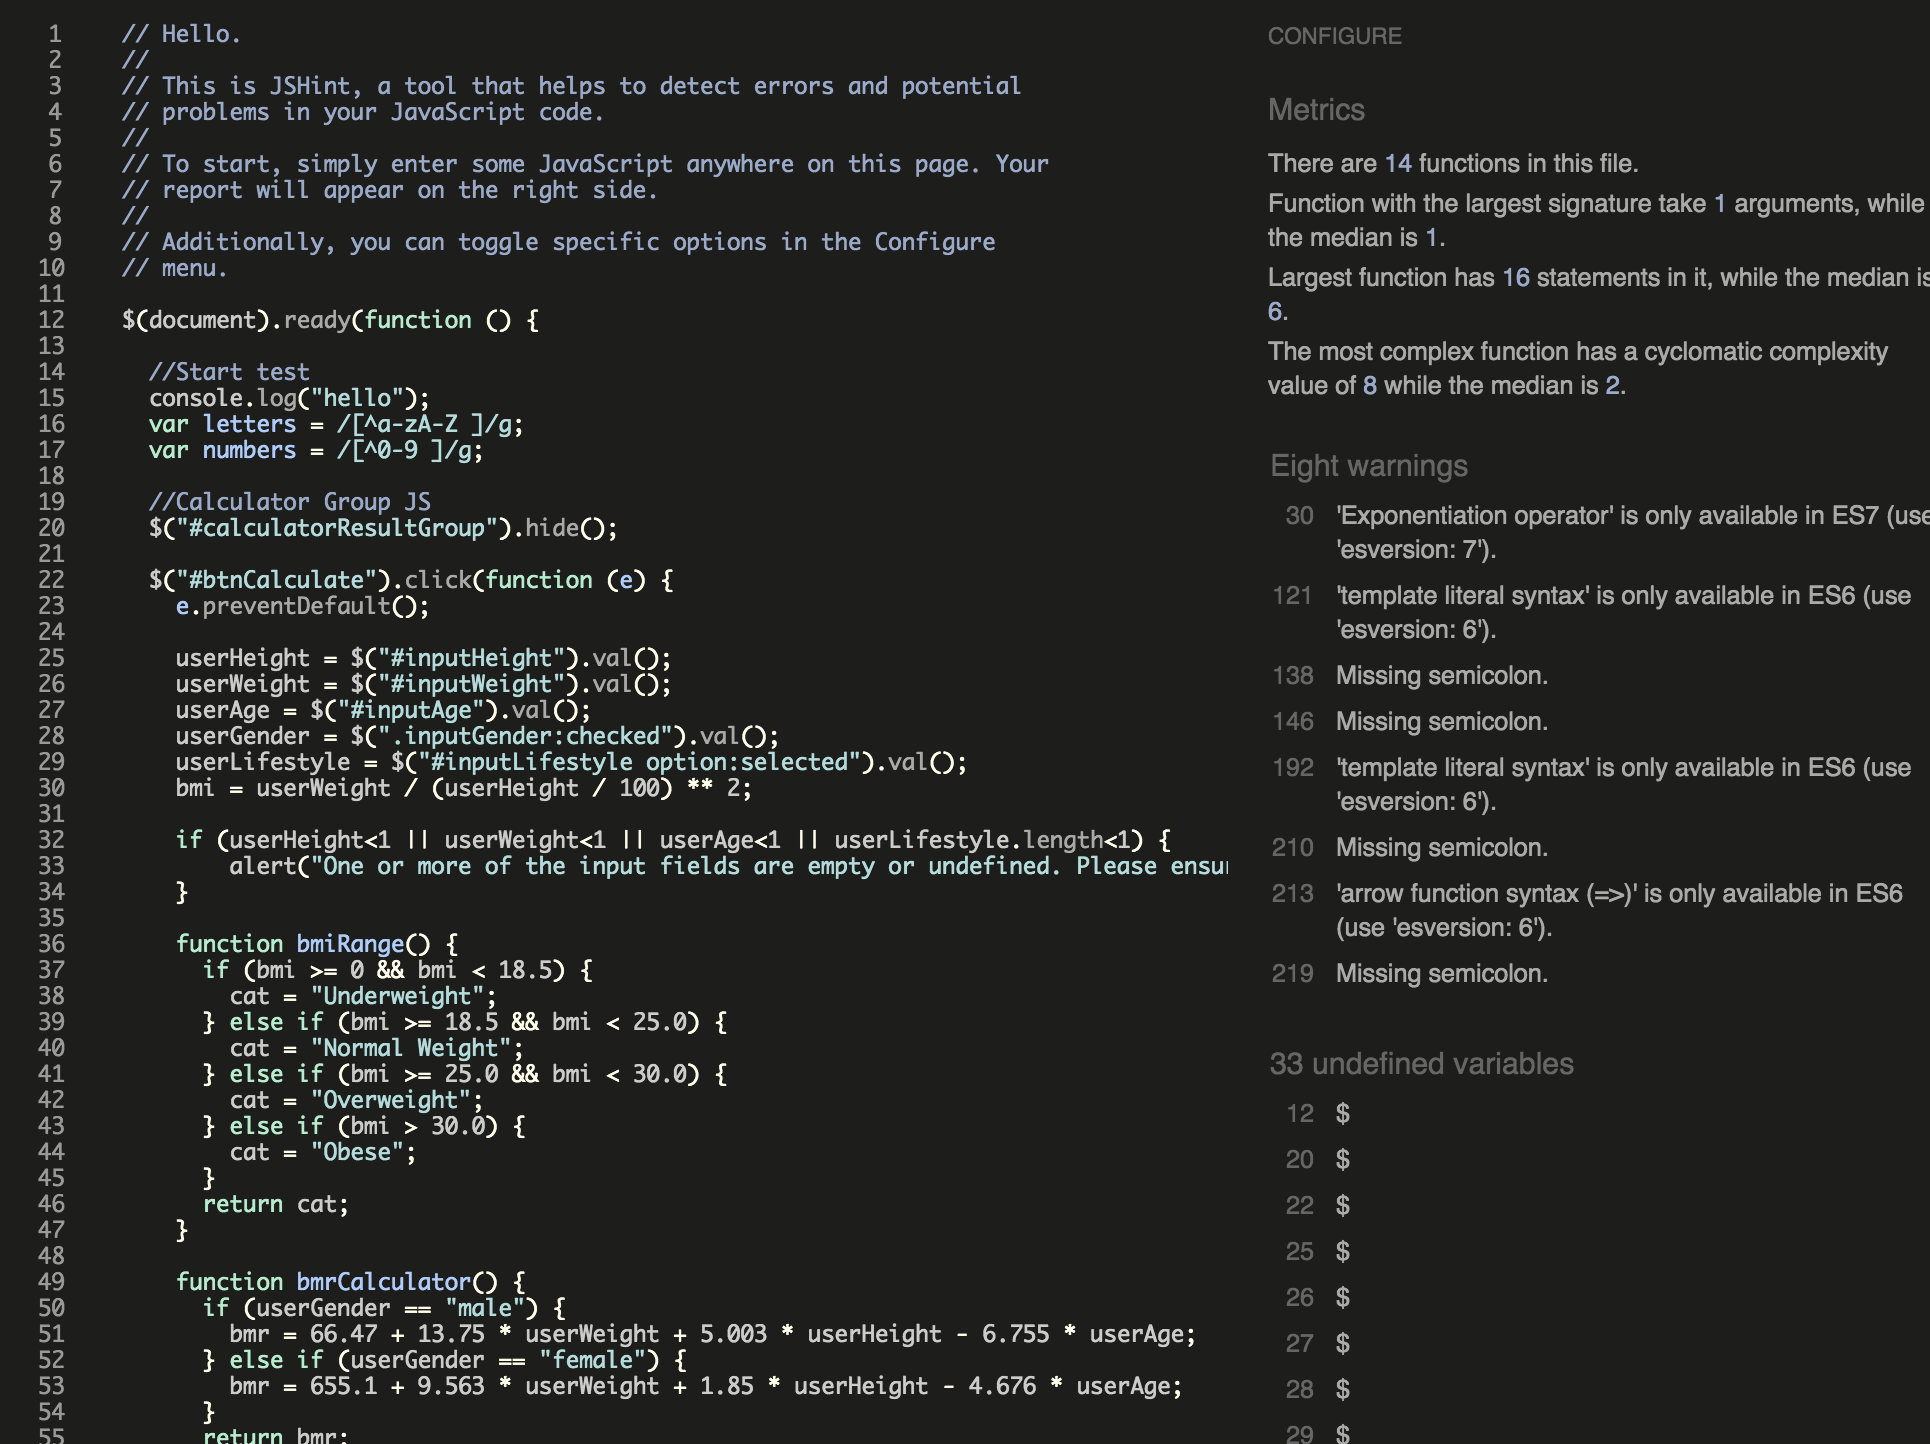 1 // Hello.
2 //
3 // This is JSHint, a tool that helps to detect errors and potential
4 // problems in your JavaScript code.
5 //
6 // To start, simply enter some JavaScript anywhere on this page. Your
7 // report will appear on the right side.
8 //
9 // Additionally, you can toggle specific options in the Configure
10 // menu.
11
12 $(document).ready(function () {
13
14 //Start test
15 console.log("hello");
16 var letters = /[^a-zA-Z ]/g;
17 var numbers = /[^0-9 ]/g;
18
19 //Calculator Group JS
20 $("#calculatorResultGroup").hide();
21
22 $("#btnCalculate").click(function (e) {
23 e.preventDefault();
24
25 userHeight = $("#inputHeight").val();
26 userWeight = $("#inputWeight").val();
27 userAge = $("#inputAge").val();
28 userGender = $(".inputGender:checked").val();
29 userLifestyle = $("#inputLifestyle option:selected").val();
30 bmi = userWeight / (userHeight / 100) ** 2;
31
32 if (userHeight<1 || userWeight<1 || userAge<1 || userLifestyle.length<1) {
33 alert("One or more of the input fields are empty or undefined. Please ensu
34 }
35
36 function bmiRange() {
37 if (bmi >= 0 && bmi < 18.5) {
38 cat = "Underweight";
39 } else if (bmi >= 18.5 && bmi < 25.0) {
40 cat = "Normal Weight";
41 } else if (bmi >= 25.0 && bmi < 30.0) {
42 cat = "Overweight";
43 } else if (bmi > 30.0) {
44 cat = "Obese";
45 }
46 return cat;
47 }
48
49 function bmrCalculator() {
50 if (userGender == "male") {
51 bmr = 66.47 + 13.75 * userWeight + 5.003 * userHeight - 6.755 * userAge;
52 } else if (userGender == "female") {
53 bmr = 655.1 + 9.563 * userWeight + 1.85 * userHeight - 4.676 * userAge;
54 }
55 return bmr;
CONFIGURE
Metrics
There are 14 functions in this file.
Function with the largest signature take 1 arguments, while
the median is 1.
Largest function has 16 statements in it, while the median is
6.
The most complex function has a cyclomatic complexity
value of 8 while the median is 2.
Eight warnings
30 'Exponentiation operator' is only available in ES7 (use
'esversion: 7').
121 'template literal syntax' is only available in ES6 (use
'esversion: 6').
138 Missing semicolon.
146 Missing semicolon.
192 'template literal syntax' is only available in ES6 (use
'esversion: 6').
210 Missing semicolon.
213 'arrow function syntax (=>)' is only available in ES6
(use 'esversion: 6').
219 Missing semicolon.
33 undefined variables
12 $
20 $
22 $
25 $
26 $
27 $
28 $
29 $